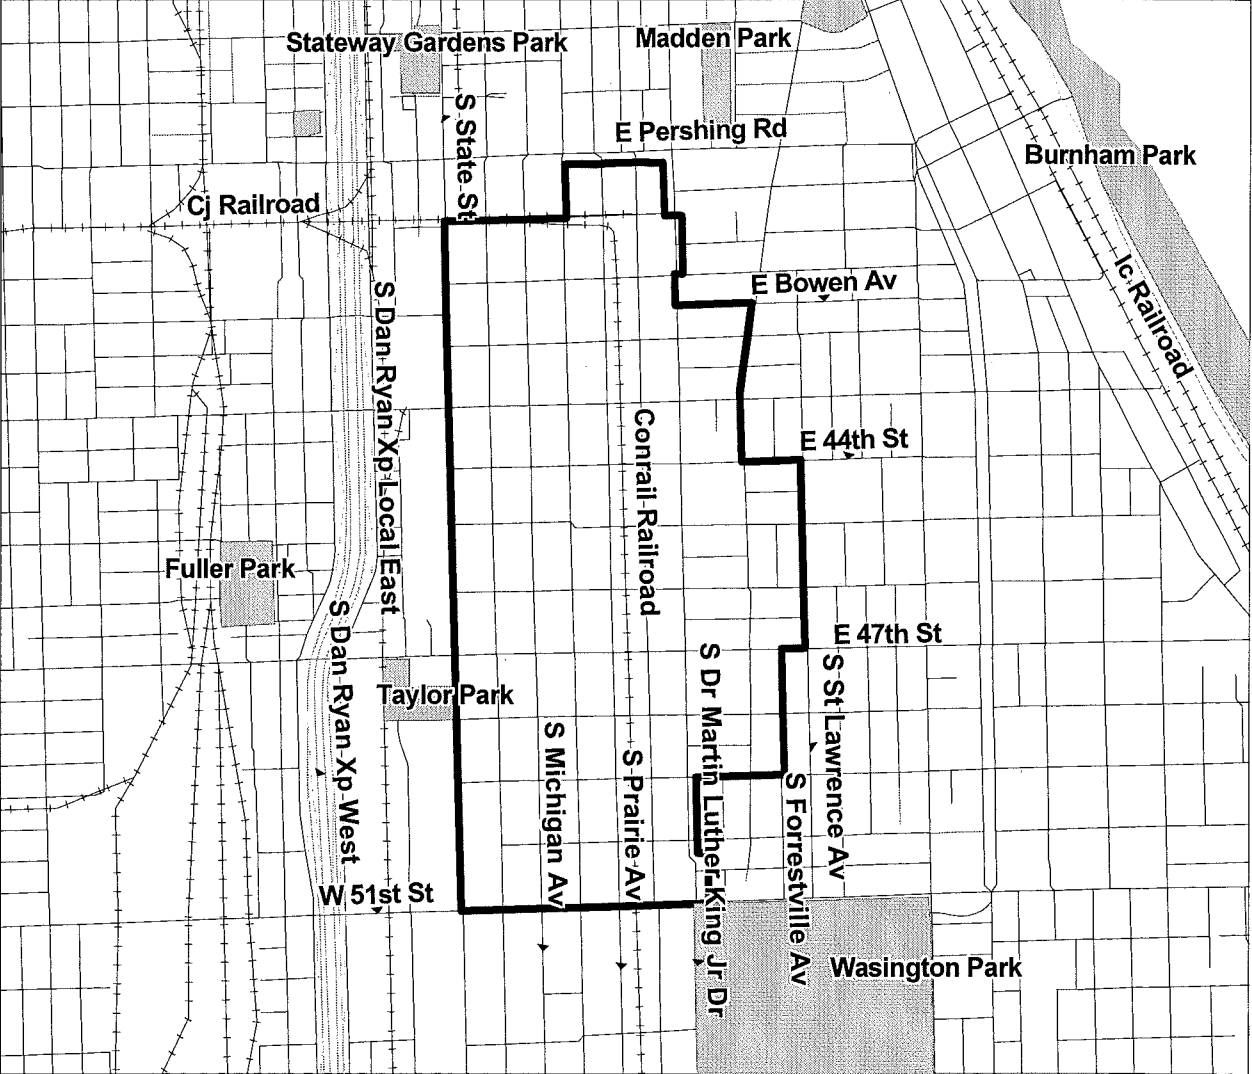 Stateway Gardens Park
Madden Park
S State St
E Pershing Rd
Burnham Park
Cj Railroad
Ic Railroad
E Bowen Av
S Dan Ryan Xp Local East
Conrail Railroad
E 44th St
Fuller Park
S Dan Ryan Xp West
E 47th St
S Dr Martin Luther King Jr Dr
S St Lawrence Av
Taylor Park
S Michigan Av
S Prairie Av
S Forrestville Av
W 51st St
Wasington Park